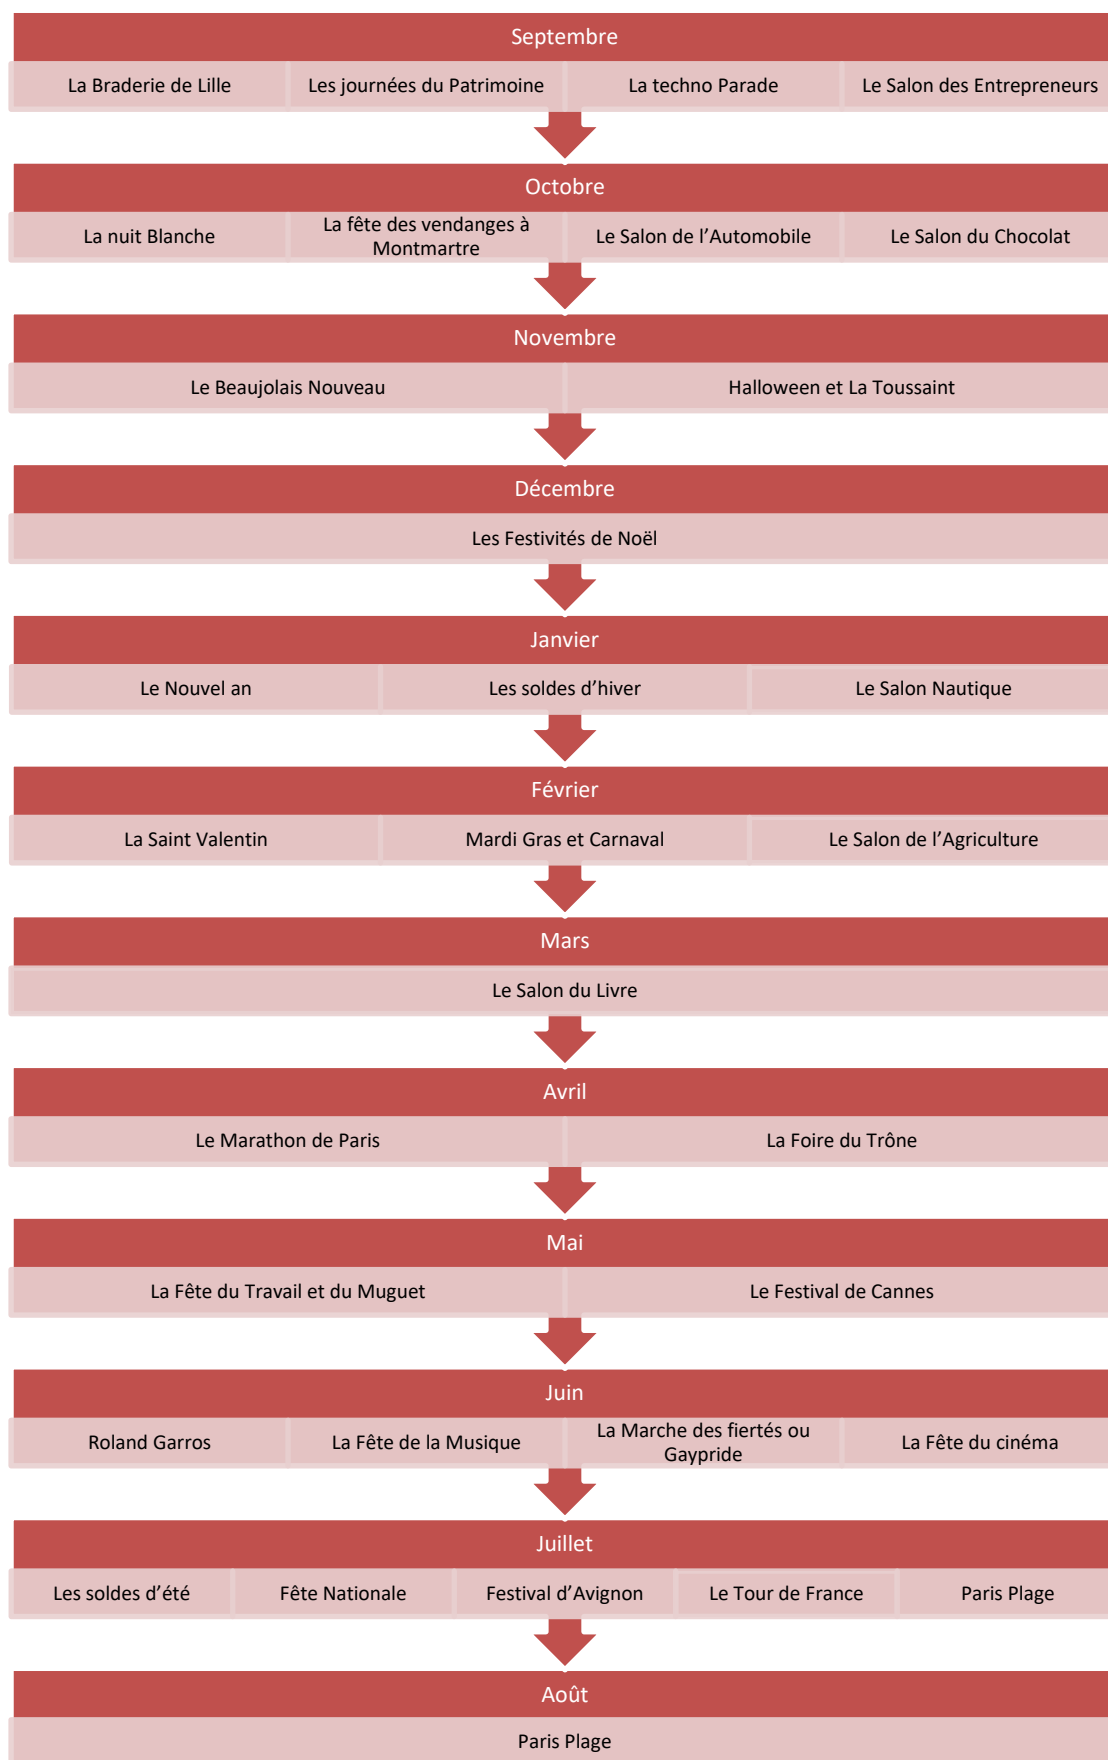 Septembre
La Braderie de Lille
Les journées du Patrimoine
La techno Parade
Le Salon des Entrepreneurs
Octobre
La nuit Blanche
La fête des vendanges à
Montmartre
Le Salon de l’Automobile
Le Salon du Chocolat
Novembre
Le Beaujolais Nouveau
Halloween et La Toussaint
Décembre
Les Festivités de Noël
Janvier
Le Nouvel an
Les soldes d’hiver
Le Salon Nautique
Février
La Saint Valentin
Mardi Gras et Carnaval
Le Salon de l’Agriculture
Mars
Le Salon du Livre
Avril
Le Marathon de Paris
La Foire du Trône
Mai
La Fête du Travail et du Muguet
Le Festival de Cannes
Juin
Roland Garros
La Fête de la Musique
La Marche des fiertés ou
Gaypride
La Fête du cinéma
Juillet
Les soldes d’été
Fête Nationale
Festival d’Avignon
Le Tour de France
Paris Plage
Août
Paris Plage